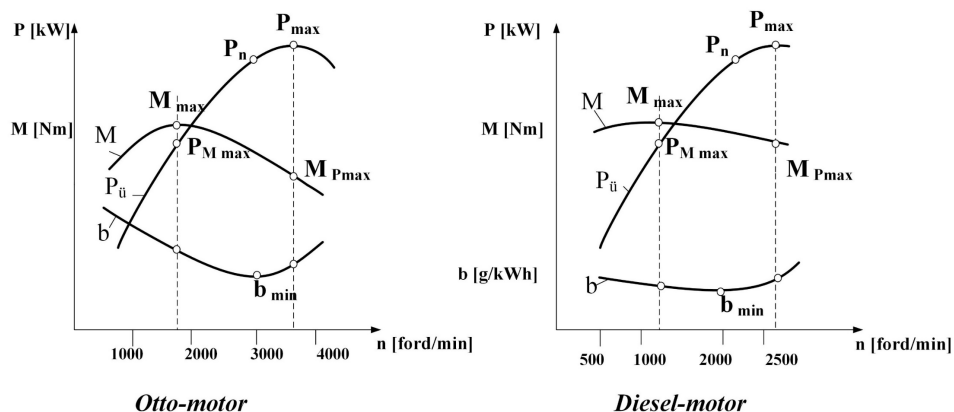 P [kW]
P max
P n
M max
M [Nm]
M
P M max
M Pmax
P ü
b
b min
1000 2000 3000 4000
n [ford/min]
Otto-motor
P [kW]
P max
P n
M
M max
M [Nm]
P M max
M Pmax
P ü
b [g/kWh]
b
b min
500 1000 2000 2500
n [ford/min]
Diesel-motor